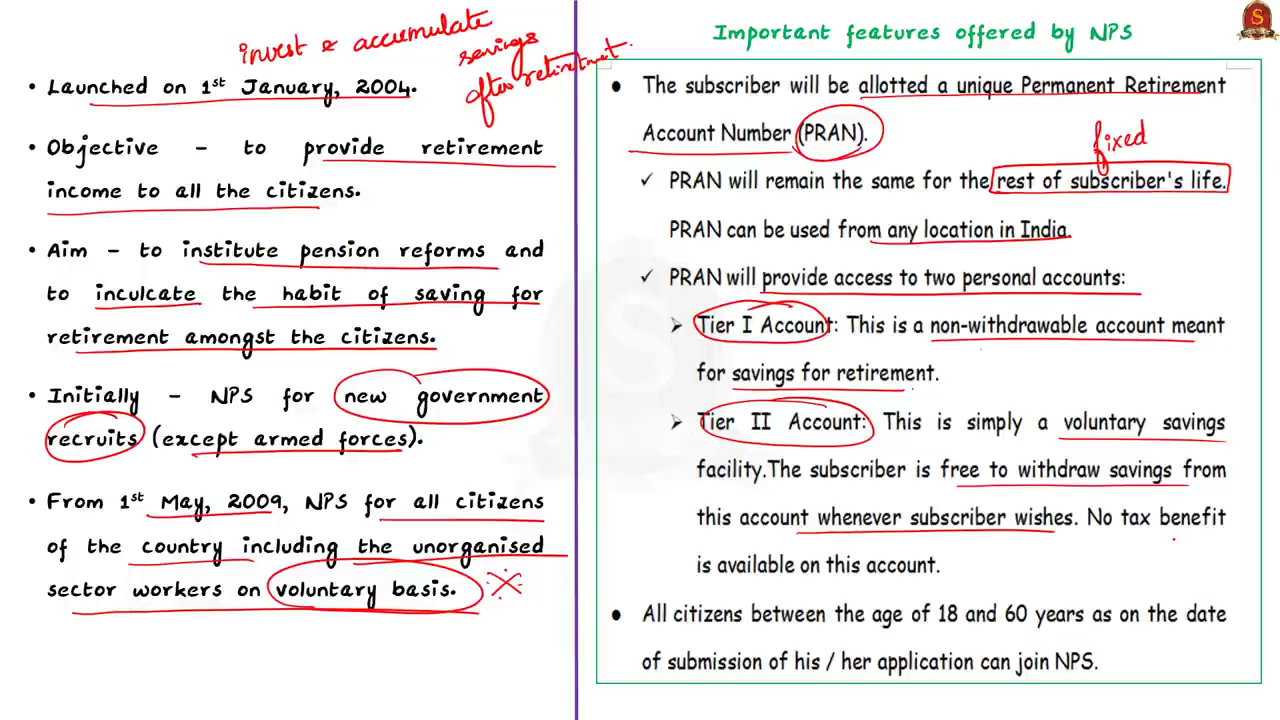 invest & accumulate
savings
after retirement.
• Launched on 1st January, 2004.
• Objective - to provide retirement
income to all the citizens.
• Aim - to institute pension reforms and
to inculcate the habit of saving for
retirement amongst the citizens.
• Initially - NPS for new government
recruits (except armed forces).
• From 1st May, 2009, NPS for all citizens
of the country including the unorganised
sector workers on voluntary basis.
Important features offered by NPS
• The subscriber will be allotted a unique Permanent Retirement
Account Number (PRAN).
fixed
✓ PRAN will remain the same for the rest of subscriber's life.
PRAN can be used from any location in India.
✓ PRAN will provide access to two personal accounts:
➤ Tier I Account: This is a non-withdrawable account meant
for savings for retirement.
➤ Tier II Account: This is simply a voluntary savings
facility.The subscriber is free to withdraw savings from
this account whenever subscriber wishes. No tax benefit
is available on this account.
• All citizens between the age of 18 and 60 years as on the date
of submission of his / her application can join NPS.